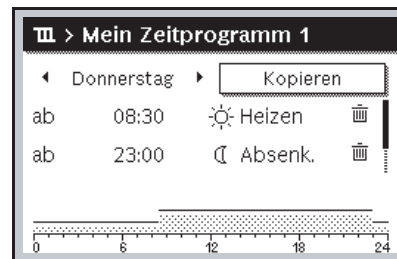 > Mein Zeitprogramm 1
Donnerstag Kopieren
ab 08:30 Heizen
ab 23:00 Absenk.
0 6 12 18 24